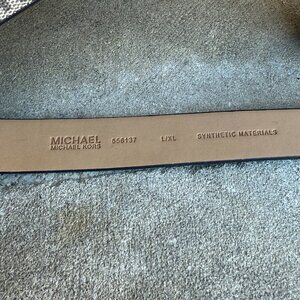 MICHAEL 556137 L/XL SYNTHETIC MATERIALS
MICHAEL KORS